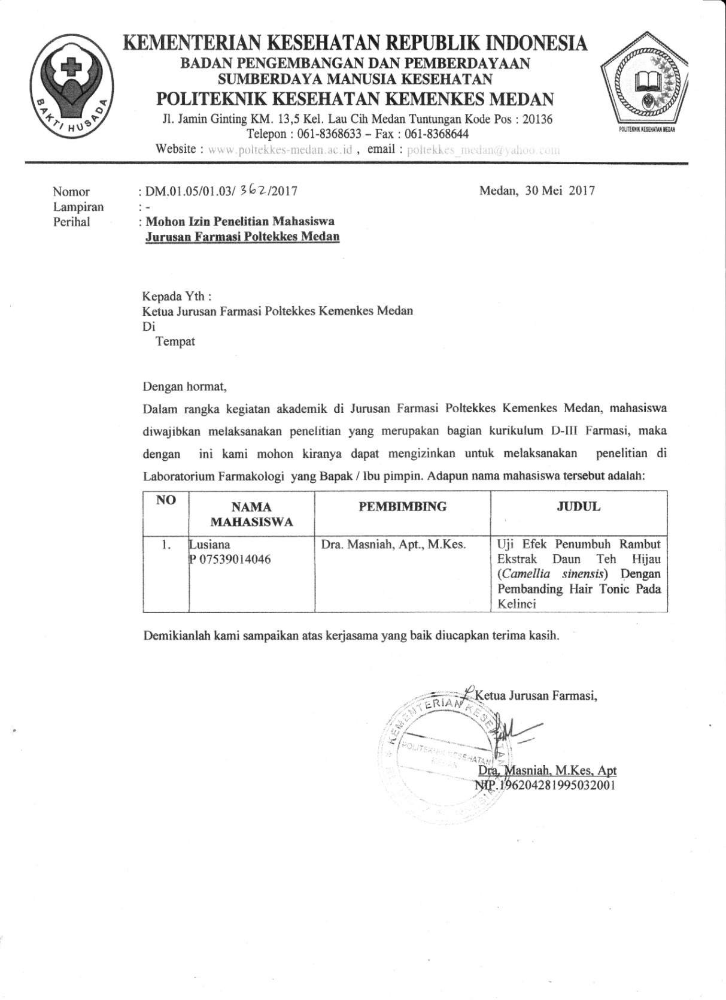 KEMENTERIAN KESEHATAN REPUBLIK INDONESIA
BADAN PENGEMBANGAN DAN PEMBERDAYAAN
SUMBERDAYA MANUSIA KESEHATAN
POLITEKNIK KESEHATAN KEMENKES MEDAN
Jl. Jamin Ginting KM. 13,5 Kel. Lau Cih Medan Tuntungan Kode Pos : 20136
Telepon : 061-8368633 – Fax : 061-8368644
Website : www.poltekkes-medan.ac.id , email : poltekkes_medan@yahoo.com
BAKTI HUSADA
POLITEKNIK KESEHATAN MEDAN
Nomor : DM.01.05/01.03/ 362 /2017 Medan, 30 Mei 2017
Lampiran : -
Perihal : Mohon Izin Penelitian Mahasiswa
Jurusan Farmasi Poltekkes Medan
Kepada Yth :
Ketua Jurusan Farmasi Poltekkes Kemenkes Medan
Di
Tempat
Dengan hormat,
Dalam rangka kegiatan akademik di Jurusan Farmasi Poltekkes Kemenkes Medan, mahasiswa
diwajibkan melaksanakan penelitian yang merupakan bagian kurikulum D-III Farmasi, maka
dengan ini kami mohon kiranya dapat mengizinkan untuk melaksanakan penelitian di
Laboratorium Farmakologi yang Bapak / Ibu pimpin. Adapun nama mahasiswa tersebut adalah:
NO NAMA MAHASISWA PEMBIMBING JUDUL
1. Lusiana Dra. Masniah, Apt., M.Kes. Uji Efek Penumbuh Rambut
P 07539014046 Ekstrak Daun Teh Hijau
(Camellia sinensis) Dengan
Pembanding Hair Tonic Pada
Kelinci
Demikianlah kami sampaikan atas kerjasama yang baik diucapkan terima kasih.
Ketua Jurusan Farmasi,
KEMENTERIAN KESEHATAN
POLITEKNIK KESEHATAN
MEDAN
Dra. Masniah, M.Kes, Apt
NIP.196204281995032001